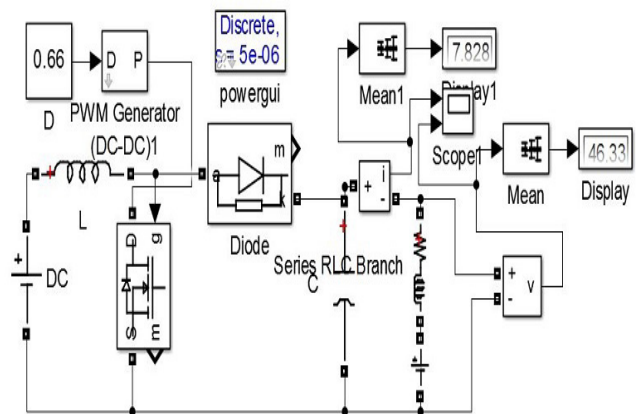 Discrete,
s = 5e-06
powergui
0.66
D
D P
PWM Generator
(DC-DC)1
Mean1
7.828
Display1
Scope1
Mean
46.33
Display
L
DC
D g
S m
a m
k
Diode
i
+ -
Series RLC Branch
C
+
- v